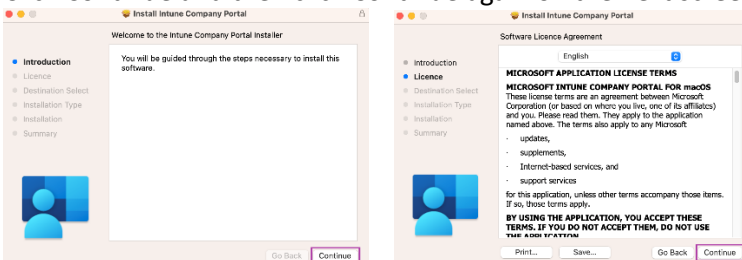 Install Intune Company Portal
Welcome to the Intune Company Portal Installer
Introduction
Licence
Destination Select
Installation Type
Installation
Summary
You will be guided through the steps necessary to install this
software.
Go Back
Continue
Install Intune Company Portal
Software Licence Agreement
Introduction
Licence
Destination Select
Installation Type
Installation
Summary
English
MICROSOFT APPLICATION LICENSE TERMS
MICROSOFT INTUNE COMPANY PORTAL FOR macOS
These license terms are an agreement between Microsoft
Corporation (or based on where you live, one of its affiliates)
and you. Please read them. They apply to the application
named above. The terms also apply to any Microsoft
· updates,
· supplements,
· Internet-based services, and
· support services
for this application, unless other terms accompany those items.
If so, those terms apply.
BY USING THE APPLICATION, YOU ACCEPT THESE
TERMS. IF YOU DO NOT ACCEPT THEM, DO NOT USE
THE APPLICATION
Print...
Save...
Go Back
Continue